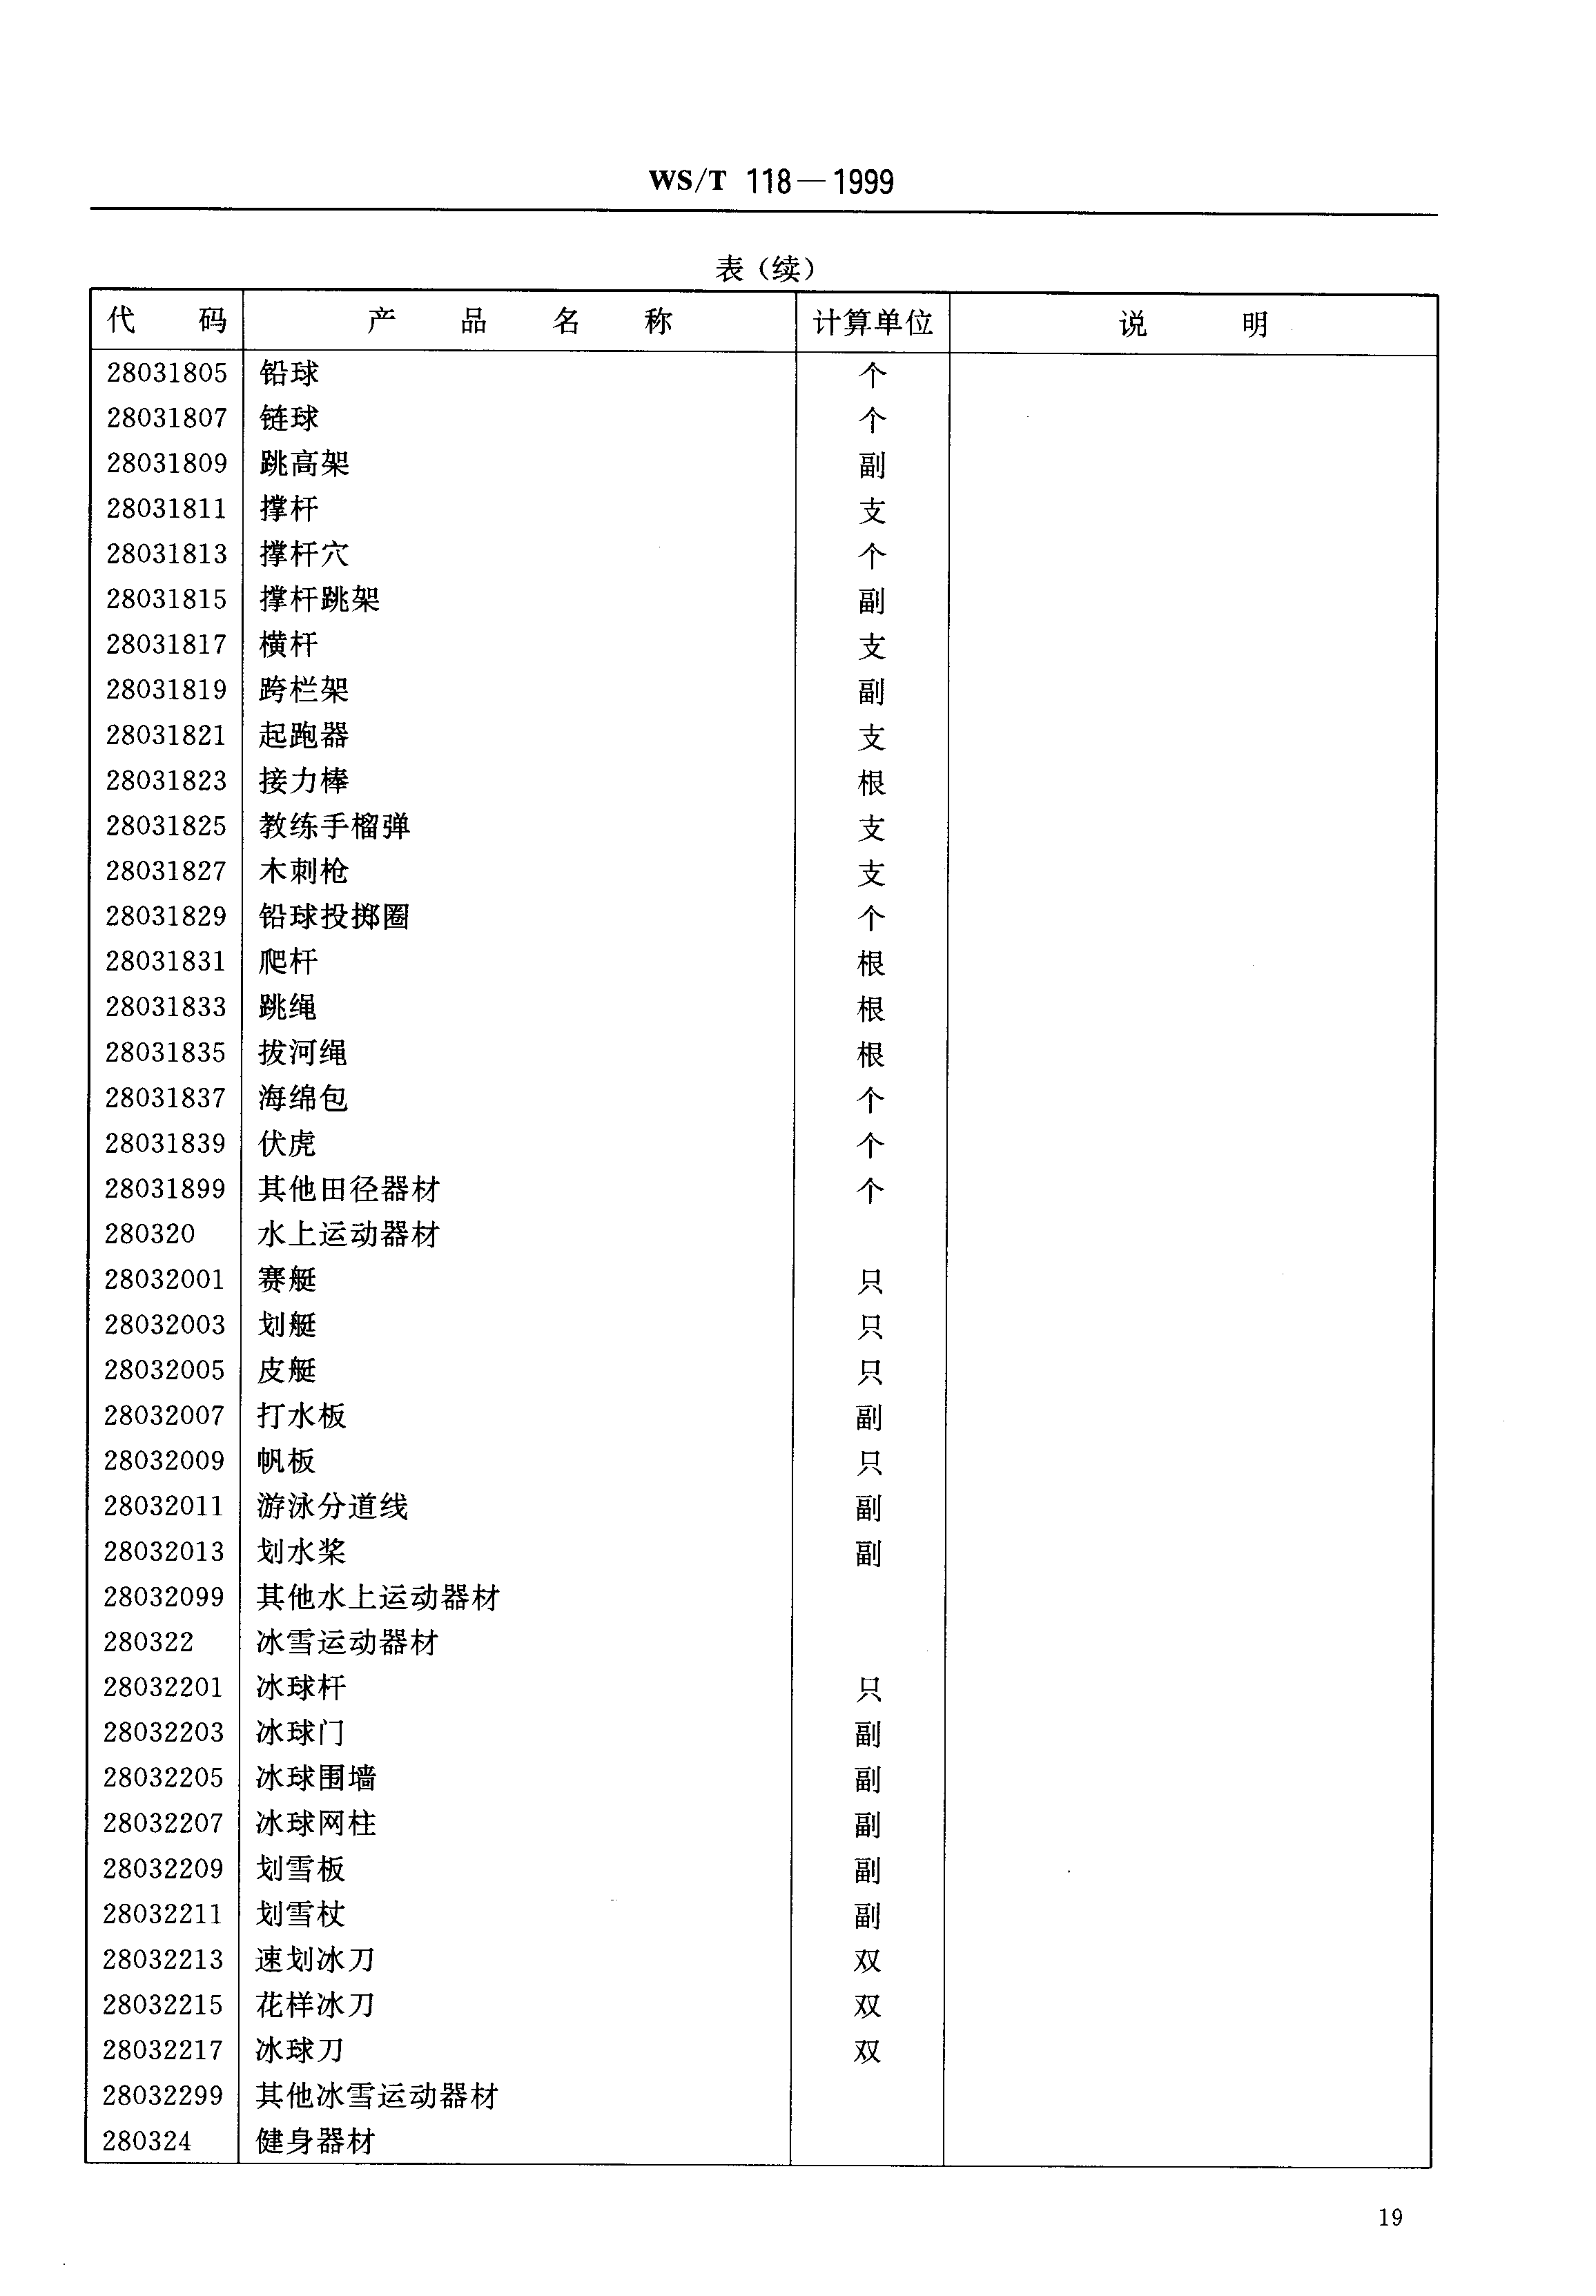 WS/T 118—1999
表（续）
代 码 产 品 名 称 计算单位 说 明
28031805 铅球 个
28031807 链球 个
28031809 跳高架 副
28031811 撑杆 支
28031813 撑杆穴 个
28031815 撑杆跳架 副
28031817 横杆 支
28031819 跨栏架 副
28031821 起跑器 支
28031823 接力棒 根
28031825 教练手榴弹 支
28031827 木刺枪 支
28031829 铅球投掷圈 个
28031831 爬杆 根
28031833 跳绳 根
28031835 拔河绳 根
28031837 海绵包 个
28031839 伏虎 个
28031899 其他田径器材 个
280320 水上运动器材
28032001 赛艇 只
28032003 划艇 只
28032005 皮艇 只
28032007 打水板 副
28032009 帆板 只
28032011 游泳分道线 副
28032013 划水桨 副
28032099 其他水上运动器材
280322 冰雪运动器材
28032201 冰球杆 只
28032203 冰球门 副
28032205 冰球围墙 副
28032207 冰球网柱 副
28032209 划雪板 副
28032211 划雪杖 副
28032213 速划冰刀 双
28032215 花样冰刀 双
28032217 冰球刀 双
28032299 其他冰雪运动器材
280324 健身器材
19